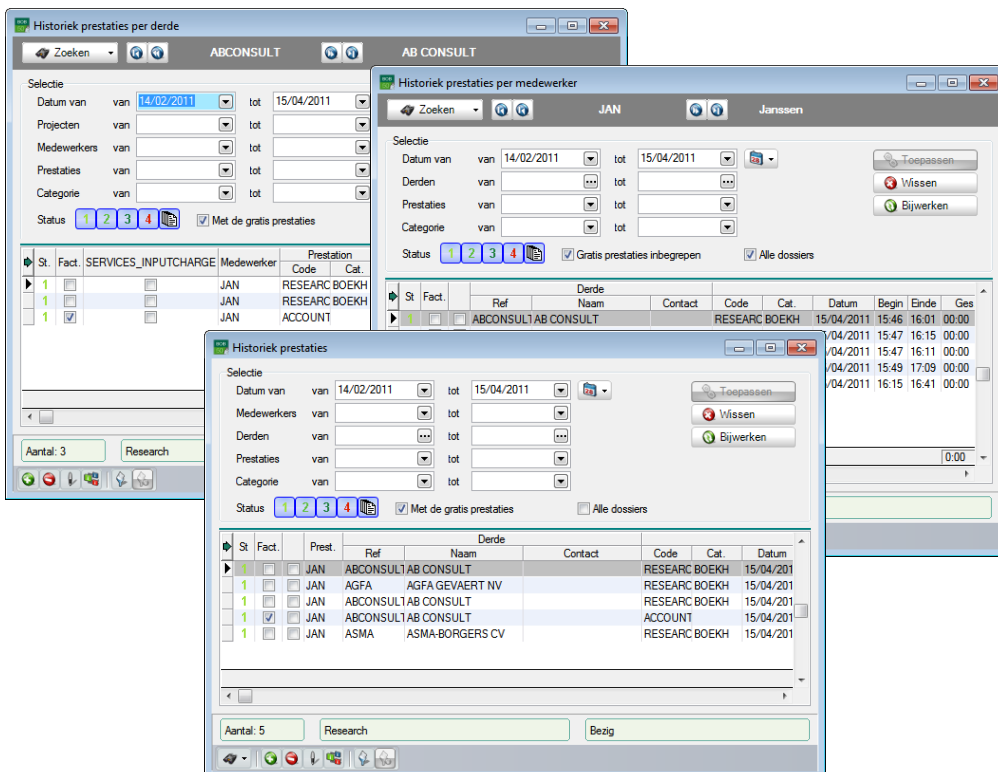 Historiek prestaties per derde
Zoeken ABCONSULT AB CONSULT
Selectie
Datum van van 14/02/2011 tot 15/04/2011
Projecten van tot
Medewerkers van tot
Prestaties van tot
Categorie van tot
Status 1 2 3 4 Met de gratis prestaties
St. Fact. SERVICES_INPUTCHARGE Medewerker Prestation
Code Cat.
1 JAN RESEARC BOEKH
1 JAN RESEARC BOEKH
1 JAN ACCOUNT
Aantal: 3 Research
Historiek prestaties per medewerker
Zoeken JAN Janssen
Selectie
Datum van van 14/02/2011 tot 15/04/2011 Toepassen
Derden van tot Wissen
Prestaties van tot Bijwerken
Categorie van tot
Status 1 2 3 4 Gratis prestaties inbegrepen Alle dossiers
St Fact. Derde
Ref Naam Contact Code Cat. Datum Begin Einde Ges
1 ABCONSULT AB CONSULT RESEARC BOEKH 15/04/2011 15:46 16:01 00:00
/04/2011 15:47 16:15 00:00
/04/2011 15:47 16:11 00:00
/04/2011 15:49 17:09 00:00
/04/2011 16:15 16:41 00:00
0:00
Historiek prestaties
Selectie
Datum van van 14/02/2011 tot 15/04/2011 Toepassen
Medewerkers van tot Wissen
Derden van tot Bijwerken
Prestaties van tot
Categorie van tot
Status 1 2 3 4 Met de gratis prestaties Alle dossiers
St Fact. Prest. Derde
Ref Naam Contact Code Cat. Datum
1 JAN ABCONSULT AB CONSULT RESEARC BOEKH 15/04/201
1 JAN AGFA AGFA GEVAERT NV RESEARC BOEKH 15/04/201
1 JAN ABCONSULT AB CONSULT RESEARC BOEKH 15/04/201
1 JAN ABCONSULT AB CONSULT ACCOUNT 15/04/201
1 JAN ASMA ASMA-BORGERS CV RESEARC BOEKH 15/04/201
Aantal: 5 Research Bezig